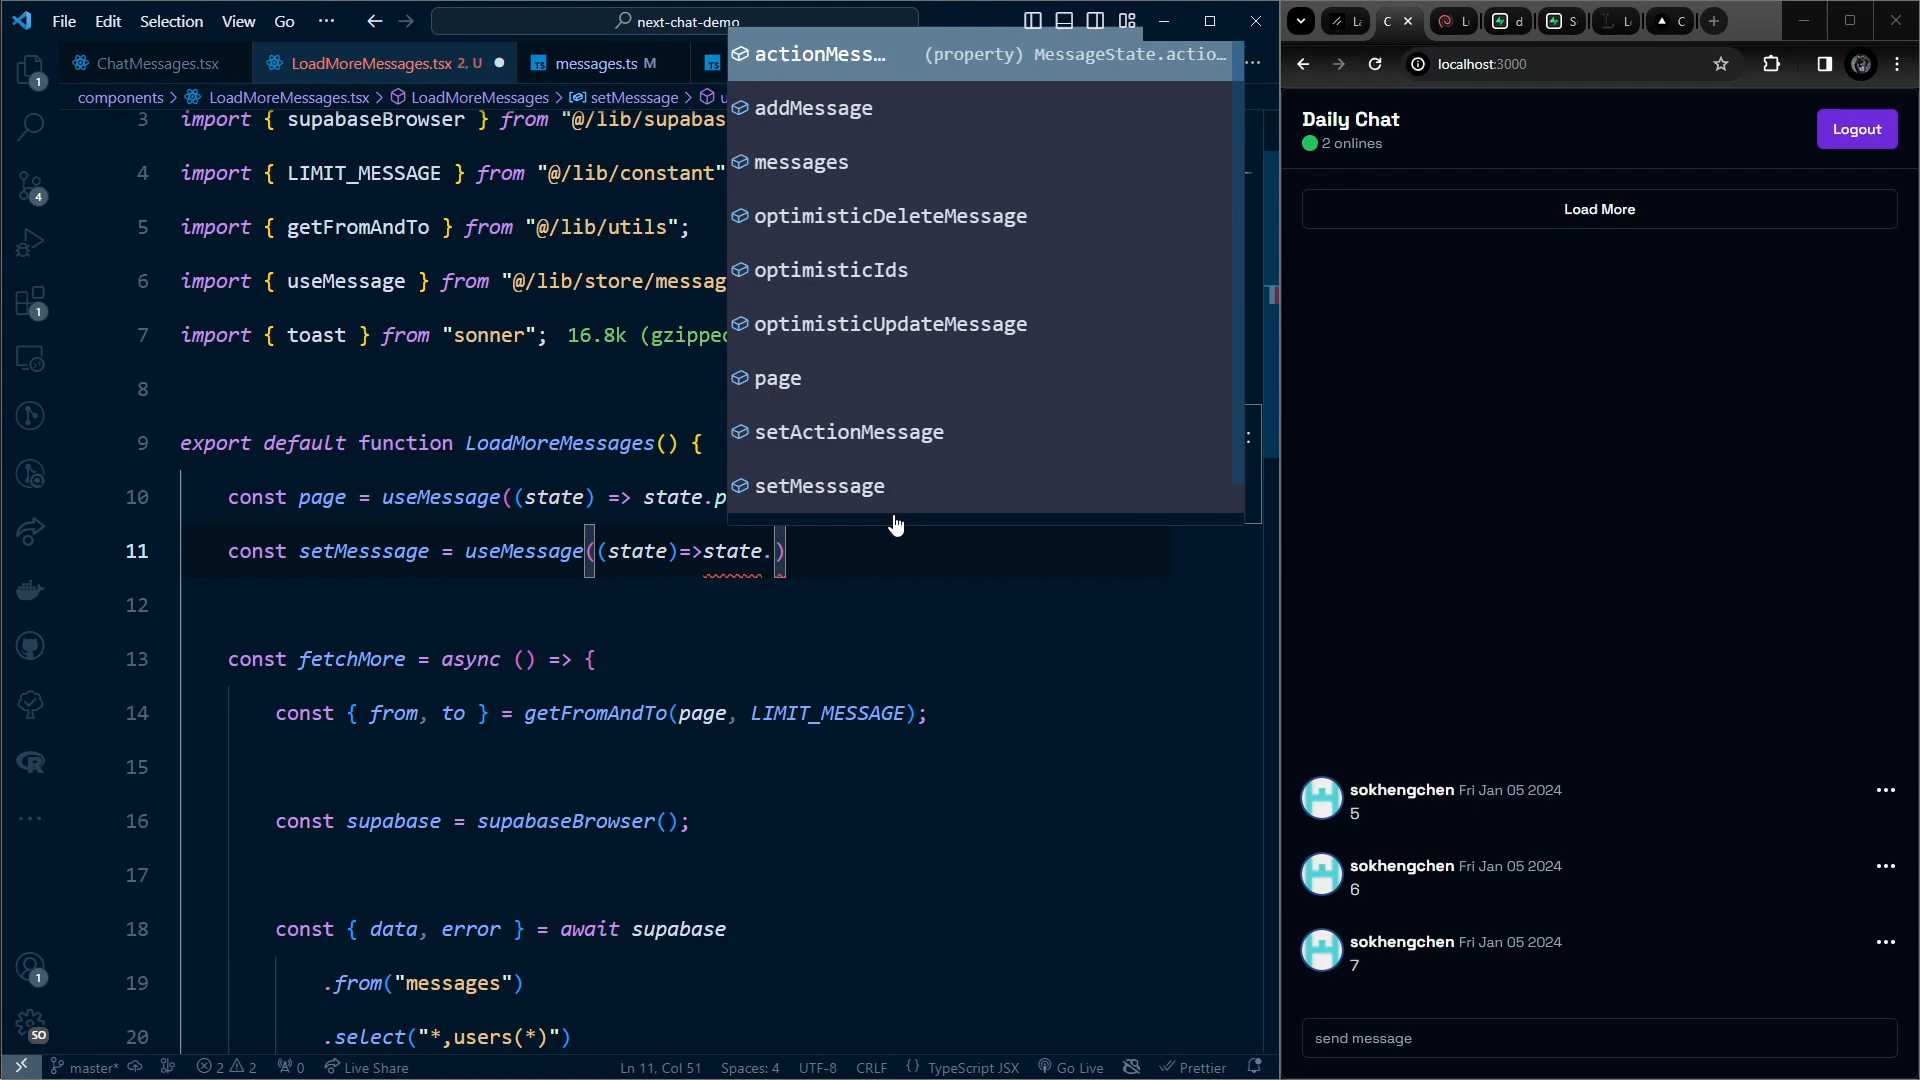 File Edit Selection View Go ··· next-chat-demo
ChatMessages.tsx LoadMoreMessages.tsx 2, U messages.ts M
components > LoadMoreMessages.tsx > LoadMoreMessages > setMesssage > u
3 import { supabaseBrowser } from "@/lib/supabas
4 import { LIMIT_MESSAGE } from "@/lib/constant"
5 import { getFromAndTo } from "@/lib/utils";
6 import { useMessage } from "@/lib/store/messag
7 import { toast } from "sonner"; 16.8k (gzipped
8
9 export default function LoadMoreMessages() {
10 const page = useMessage((state) => state.p
11 const setMesssage = useMessage((state)=>state.)
12
13 const fetchMore = async () => {
14 const { from, to } = getFromAndTo(page, LIMIT_MESSAGE);
15
16 const supabase = supabaseBrowser();
17
18 const { data, error } = await supabase
19 .from("messages")
20 .select("*,users(*)")
actionMess… (property) MessageState.actio…
addMessage
messages
optimisticDeleteMessage
optimisticIds
optimisticUpdateMessage
page
setActionMessage
setMesssage
1
4
1
1
SO
master* 2 2 0 Live Share Ln 11, Col 51 Spaces: 4 UTF-8 CRLF {} TypeScript JSX Go Live Prettier
localhost:3000
Daily Chat
2 onlines
Logout
Load More
sokhengchen Fri Jan 05 2024
5
sokhengchen Fri Jan 05 2024
6
sokhengchen Fri Jan 05 2024
7
send message